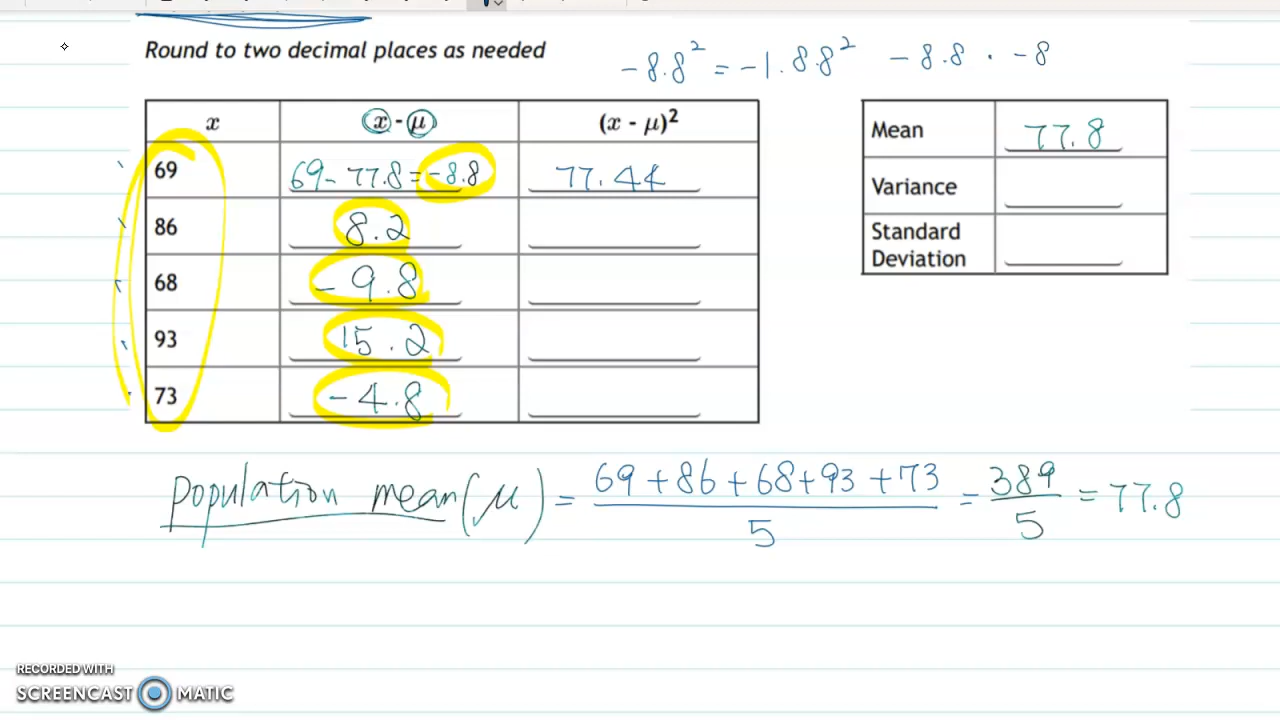 Round to two decimal places as needed
-8.8² = -1.8.8² -8.8 · -8
x x - μ (x - μ)²
69 69 - 77.8 = -8.8 77.44
86 8.2
68 -9.8
93 15.2
73 -4.8
Mean 77.8
Variance
Standard
Deviation
population mean (μ) = 69+86+68+93+73 / 5 = 389 / 5 = 77.8
RECORDED WITH
SCREENCAST MATIC